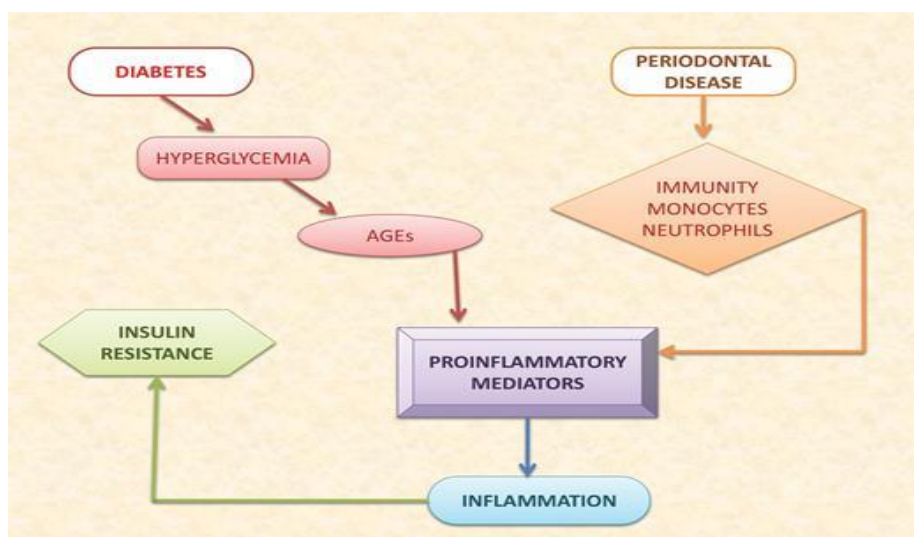 DIABETES
PERIODONTAL
DISEASE
HYPERGLYCEMIA
IMMUNITY
MONOCYTES
NEUTROPHILS
AGEs
INSULIN
RESISTANCE
PROINFLAMMATORY
MEDIATORS
INFLAMMATION